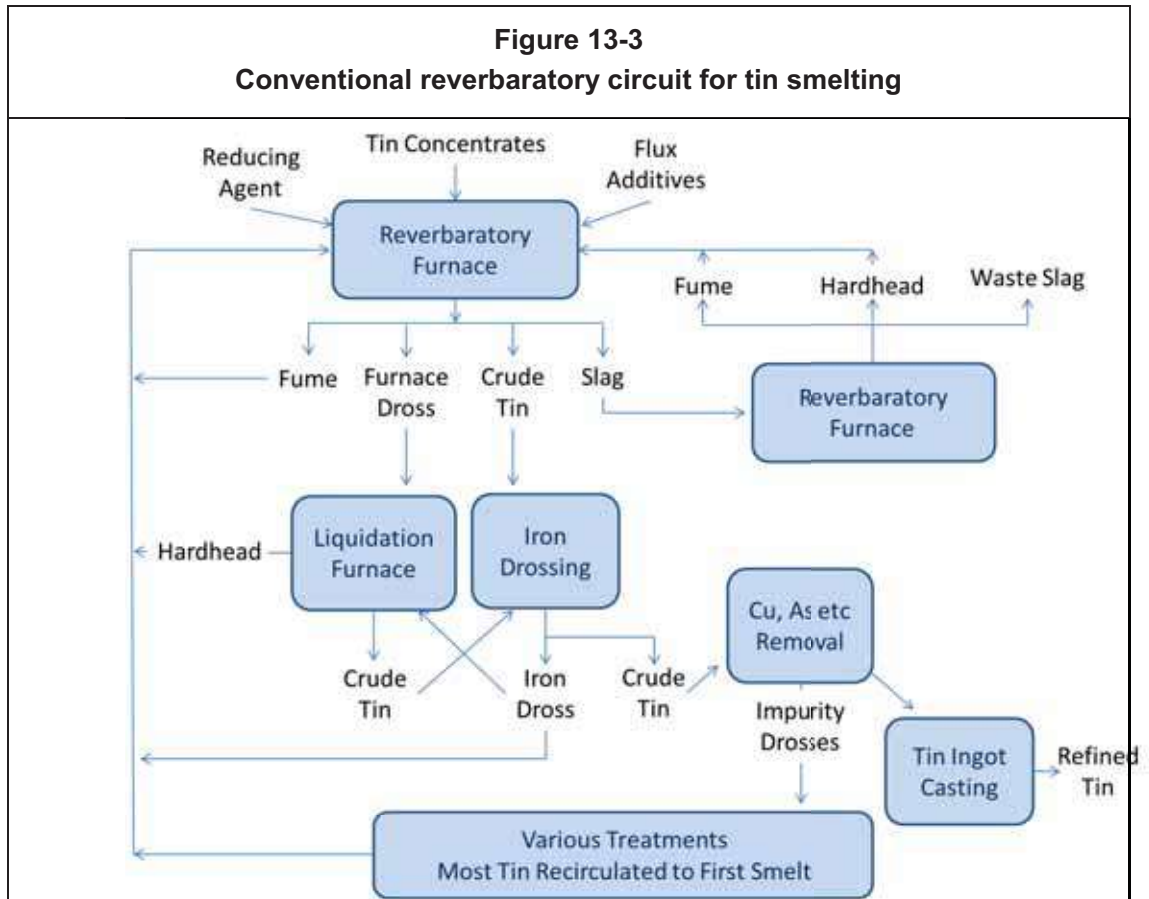 Figure 13-3
Conventional reverbaratory circuit for tin smelting
Reducing
Agent
Tin Concentrates
Flux
Additives
Reverbaratory
Furnace
Fume
Hardhead
Waste Slag
Fume
Furnace
Dross
Crude
Tin
Slag
Reverbaratory
Furnace
Hardhead
Liquidation
Furnace
Iron
Drossing
Cu, As etc
Removal
Crude
Tin
Iron
Dross
Crude
Tin
Impurity
Drosses
Tin Ingot
Casting
Refined
Tin
Various Treatments
Most Tin Recirculated to First Smelt